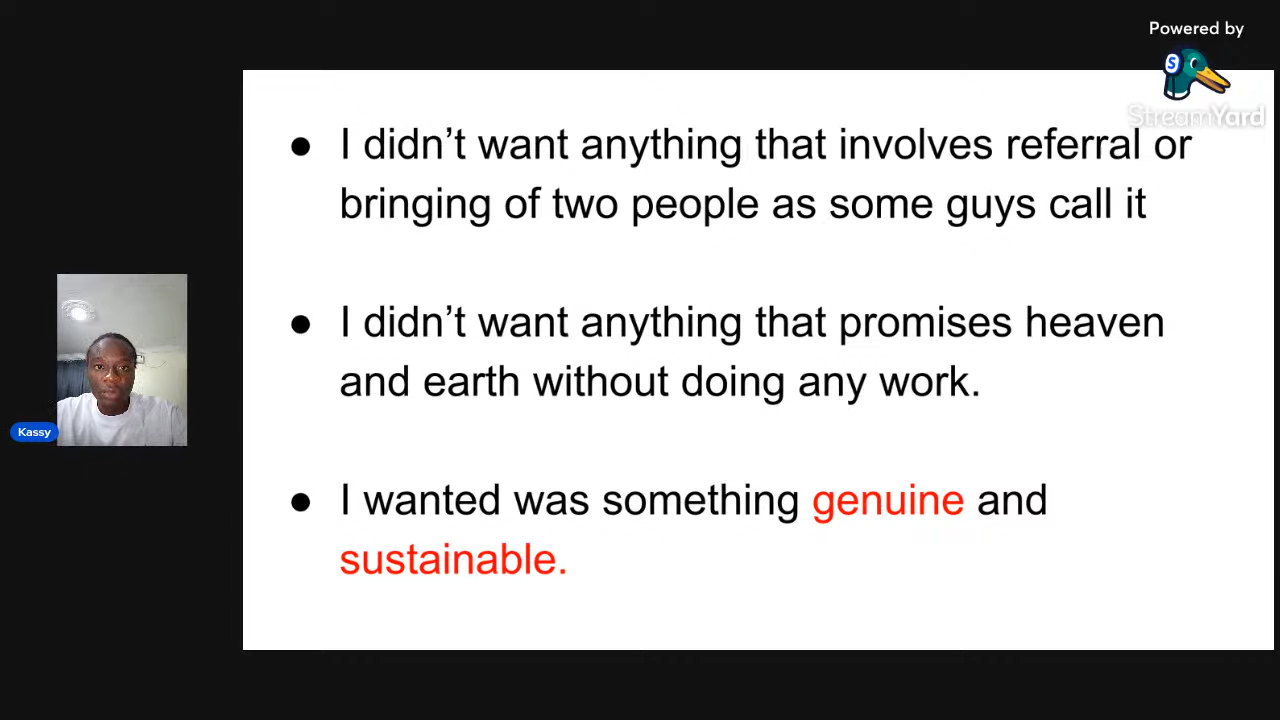 Powered by
StreamYard
● I didn’t want anything that involves referral or
bringing of two people as some guys call it
● I didn’t want anything that promises heaven
and earth without doing any work.
● I wanted was something genuine and
sustainable.
Kassy